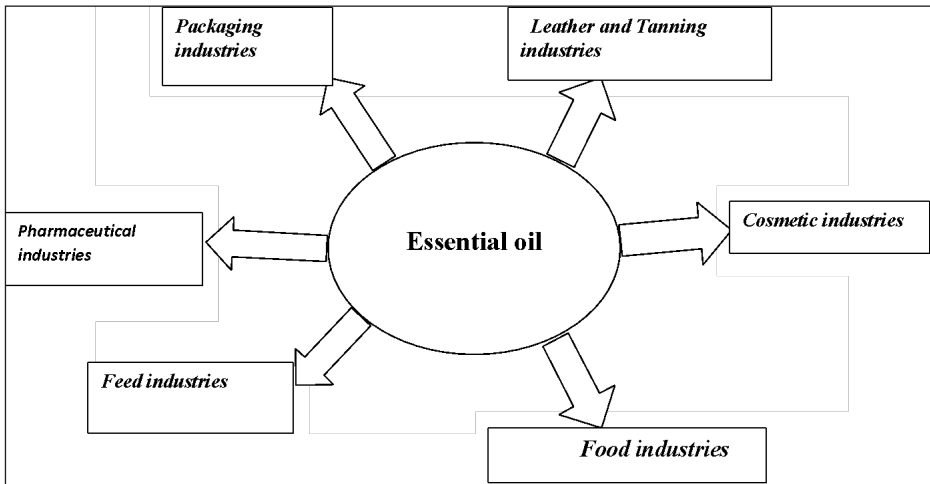 Packaging
industries
Leather and Tanning
industries
Pharmaceutical
industries
Essential oil
Cosmetic industries
Feed industries
Food industries